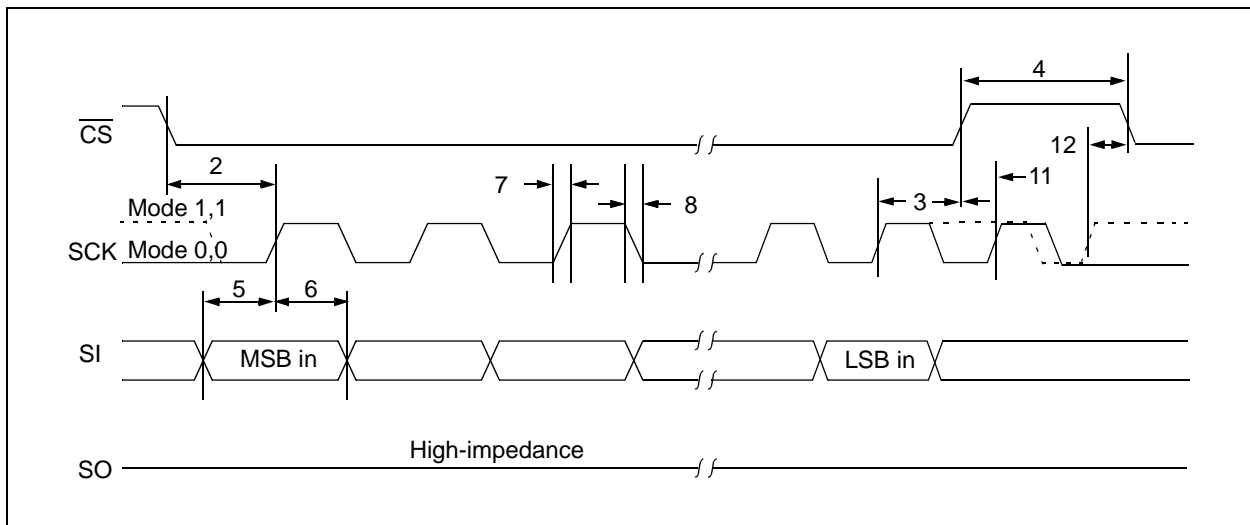 4
CS
12
2
7
11
3
8
Mode 1,1
SCK Mode 0,0
5 6
SI MSB in LSB in
High-impedance
SO